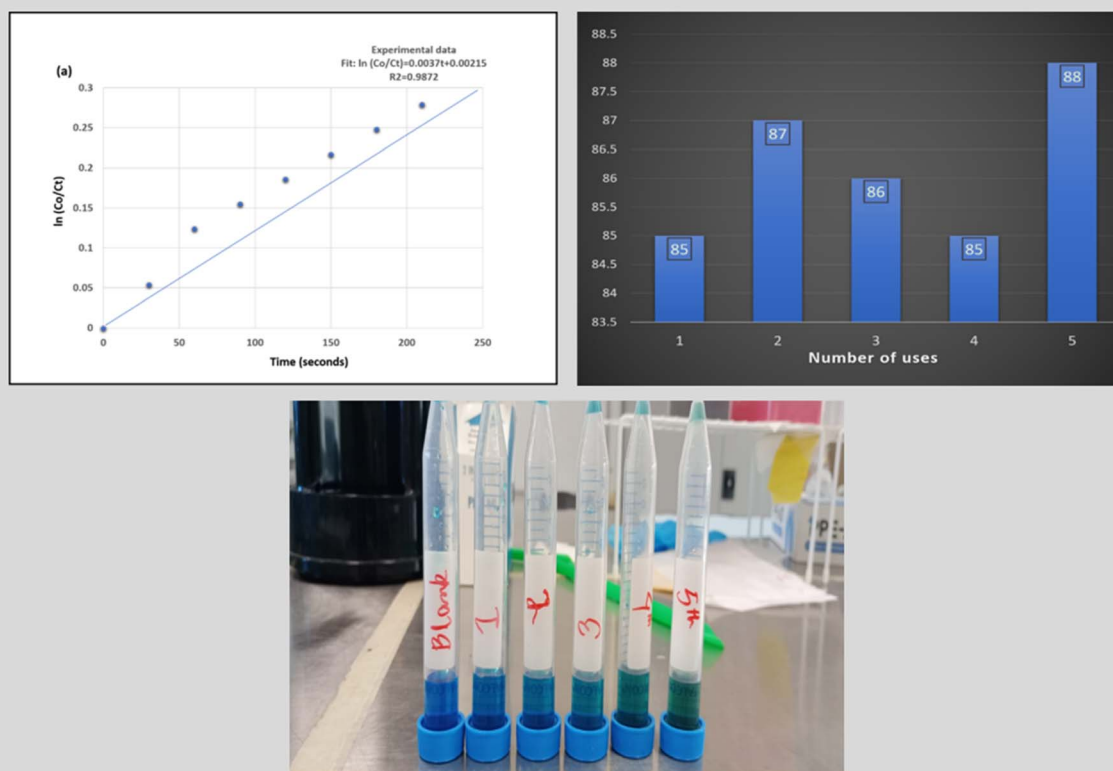 Experimental data
Fit: ln (Co/Ct)=0.0037t+0.00215
R2=0.9872
(a)
0.3
0.25
0.2
0.15
0.1
0.05
0
ln (Co/Ct)
0 50 100 150 200 250
Time (seconds)
88.5
88
87.5
87
86.5
86
85.5
85
84.5
84
83.5
85 87 86 85 88
1 2 3 4 5
Number of uses
Blank
1
2
3
5th